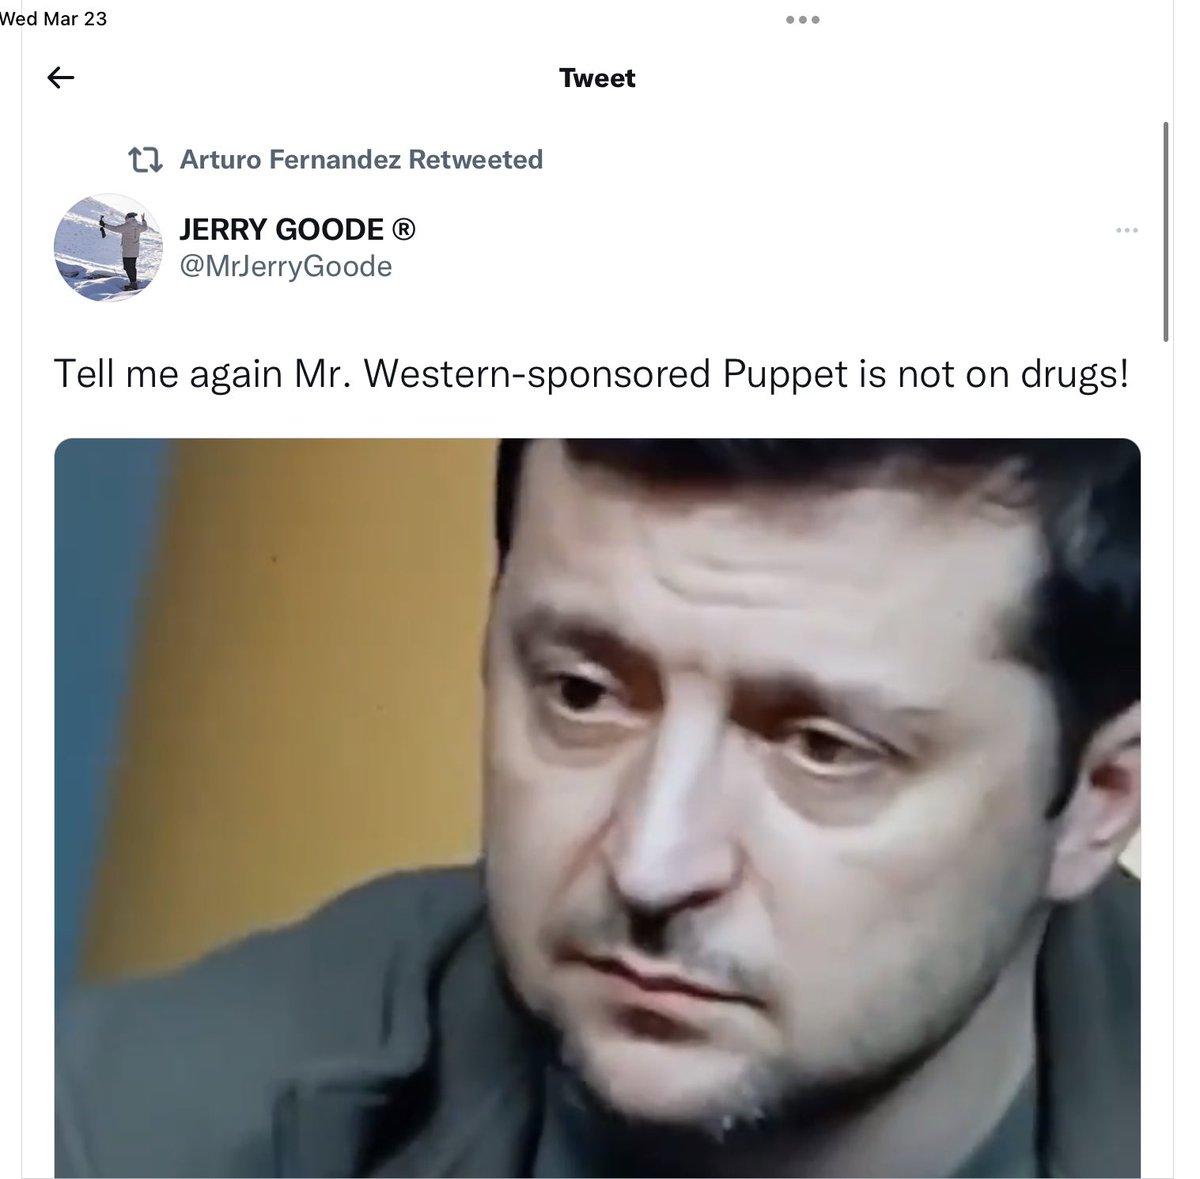 Wed Mar 23
Tweet
Arturo Fernandez Retweeted
JERRY GOODE ®
@MrJerryGoode
Tell me again Mr. Western-sponsored Puppet is not on drugs!